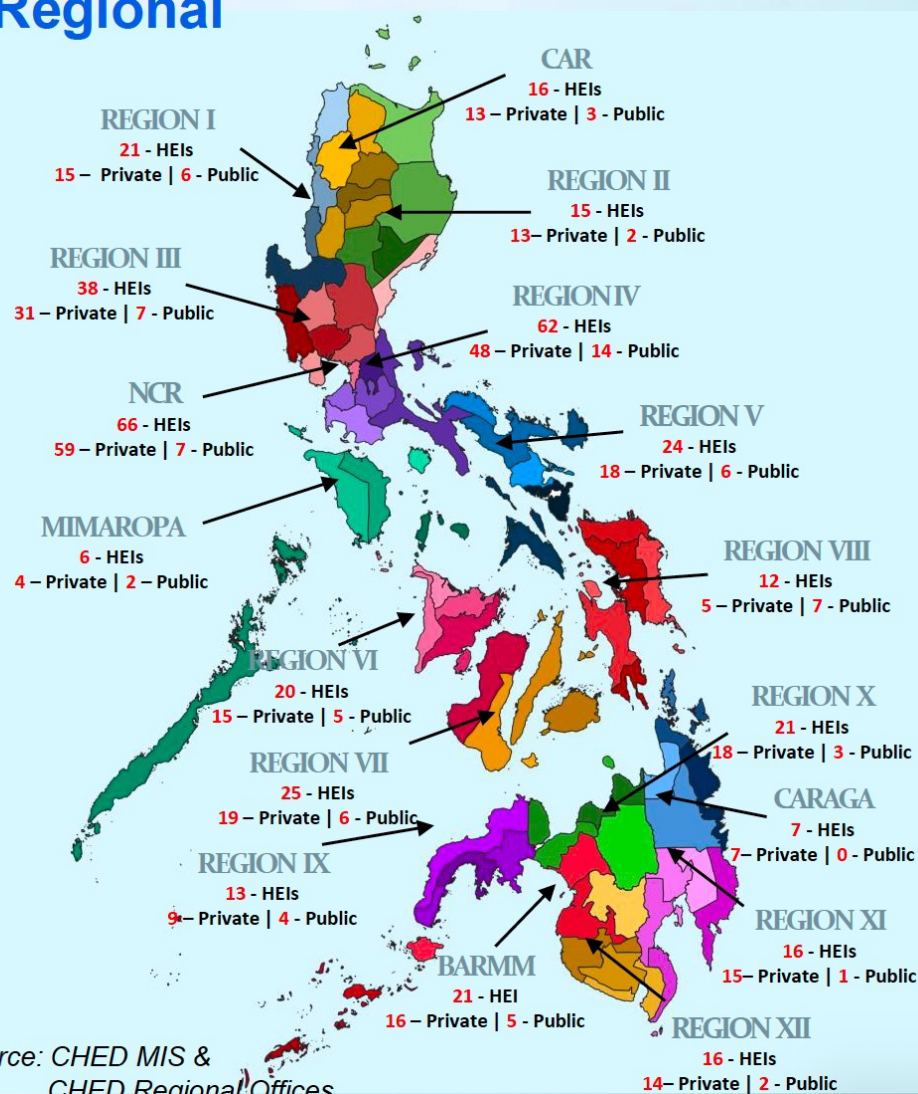 Regional
CAR
16 - HEIs
13 – Private | 3 - Public
REGION I
21 - HEIs
15 – Private | 6 - Public
REGION II
15 - HEIs
13– Private | 2 - Public
REGION III
38 - HEIs
31 – Private | 7 - Public
REGION IV
62 - HEIs
48 – Private | 14 - Public
NCR
66 - HEIs
59 – Private | 7 - Public
REGION V
24 - HEIs
18 – Private | 6 - Public
MIMAROPA
6 - HEIs
4 – Private | 2 – Public
REGION VIII
12 - HEIs
5 – Private | 7 - Public
REGION VI
20 - HEIs
15 – Private | 5 - Public
REGION X
21 - HEIs
18 – Private | 3 - Public
REGION VII
25 - HEIs
19 – Private | 6 - Public
CARAGA
7 - HEIs
7– Private | 0 - Public
REGION IX
13 - HEIs
9 – Private | 4 - Public
REGION XI
16 - HEIs
15– Private | 1 - Public
BARMM
21 - HEI
16 – Private | 5 - Public
REGION XII
16 - HEIs
14– Private | 2 - Public
rce: CHED MIS &
CHED Regional Offices